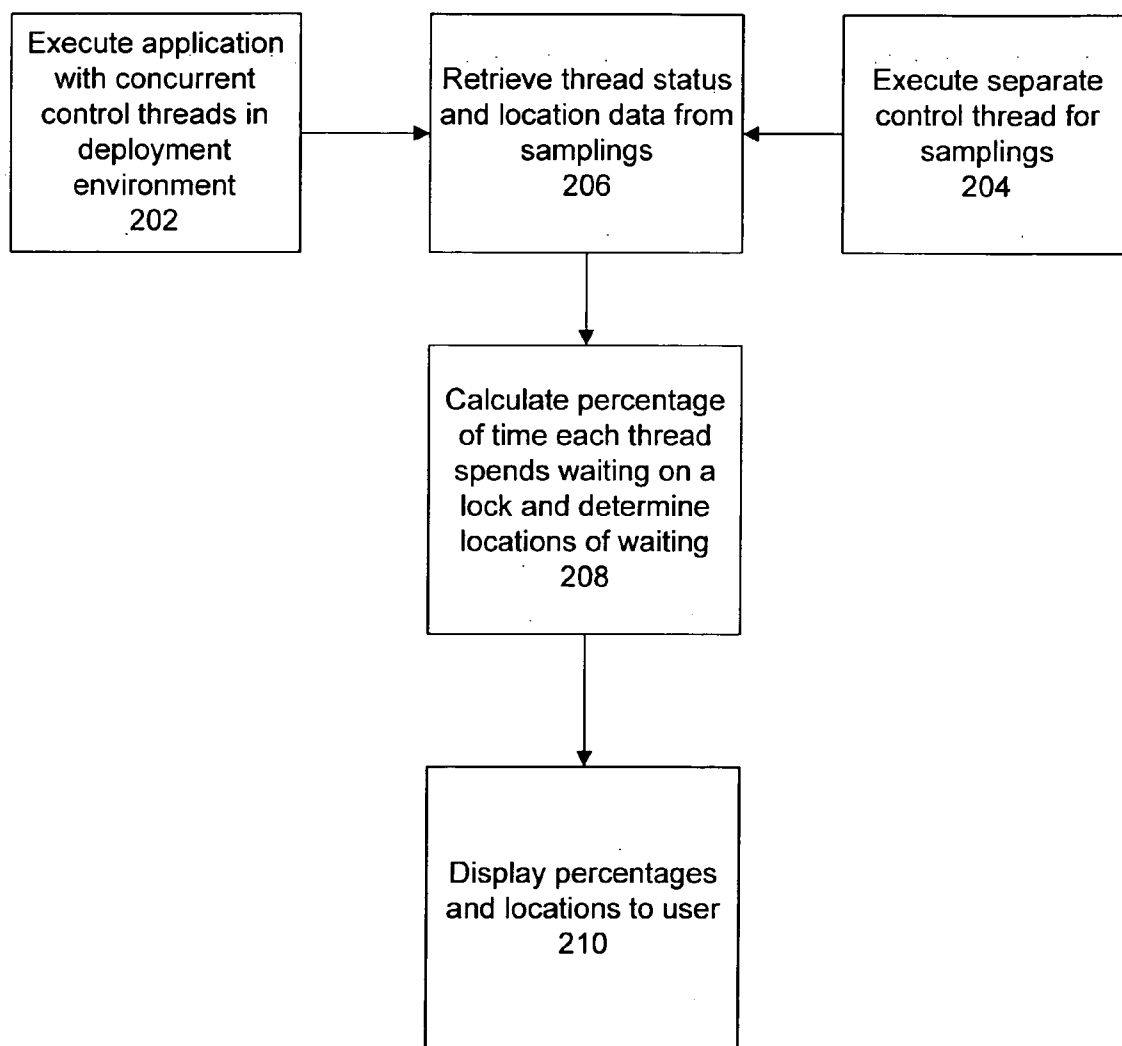 Execute application
with concurrent
control threads in
deployment
environment
202
Retrieve thread status
and location data from
samplings
206
Execute separate
control thread for
samplings
204
Calculate percentage
of time each thread
spends waiting on a
lock and determine
locations of waiting
208
Display percentages
and locations to user
210